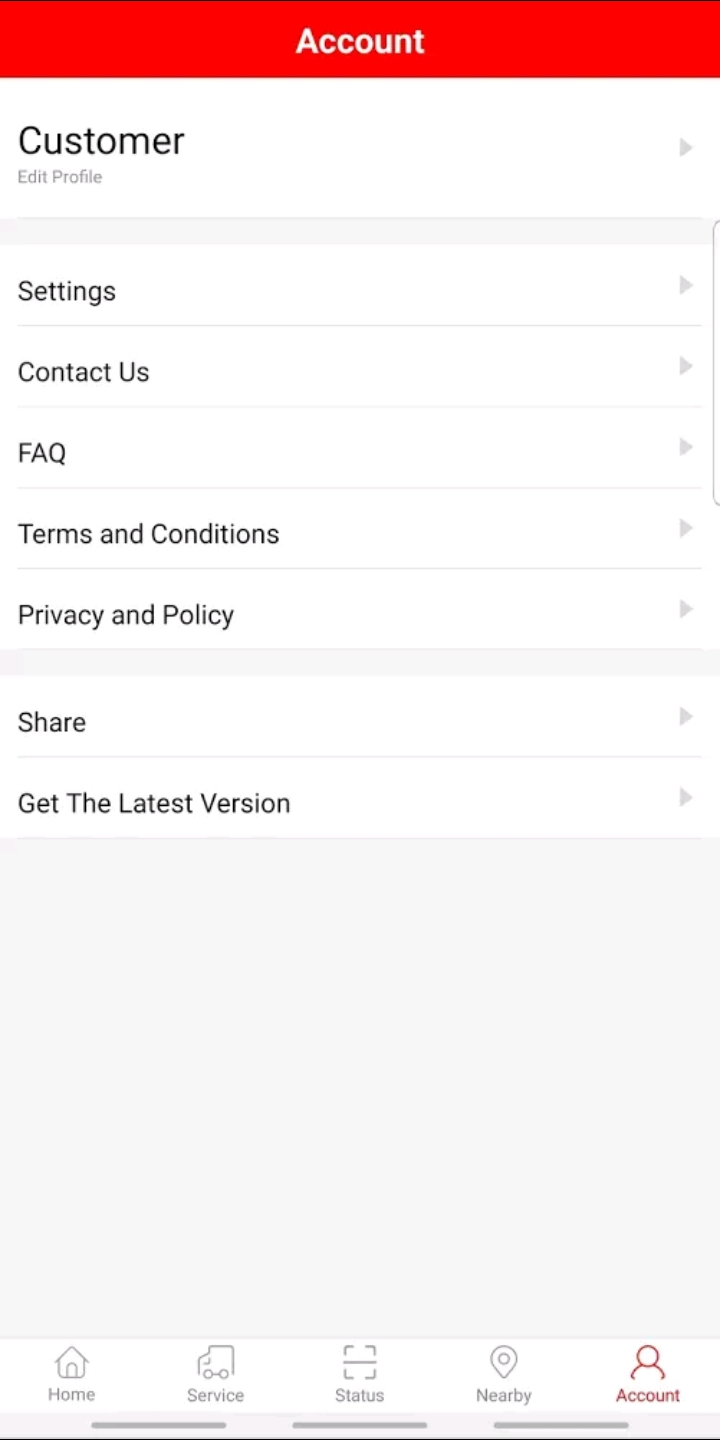 Account
Customer
Edit Profile
Settings
Contact Us
FAQ
Terms and Conditions
Privacy and Policy
Share
Get The Latest Version
Home
Service
Status
Nearby
Account